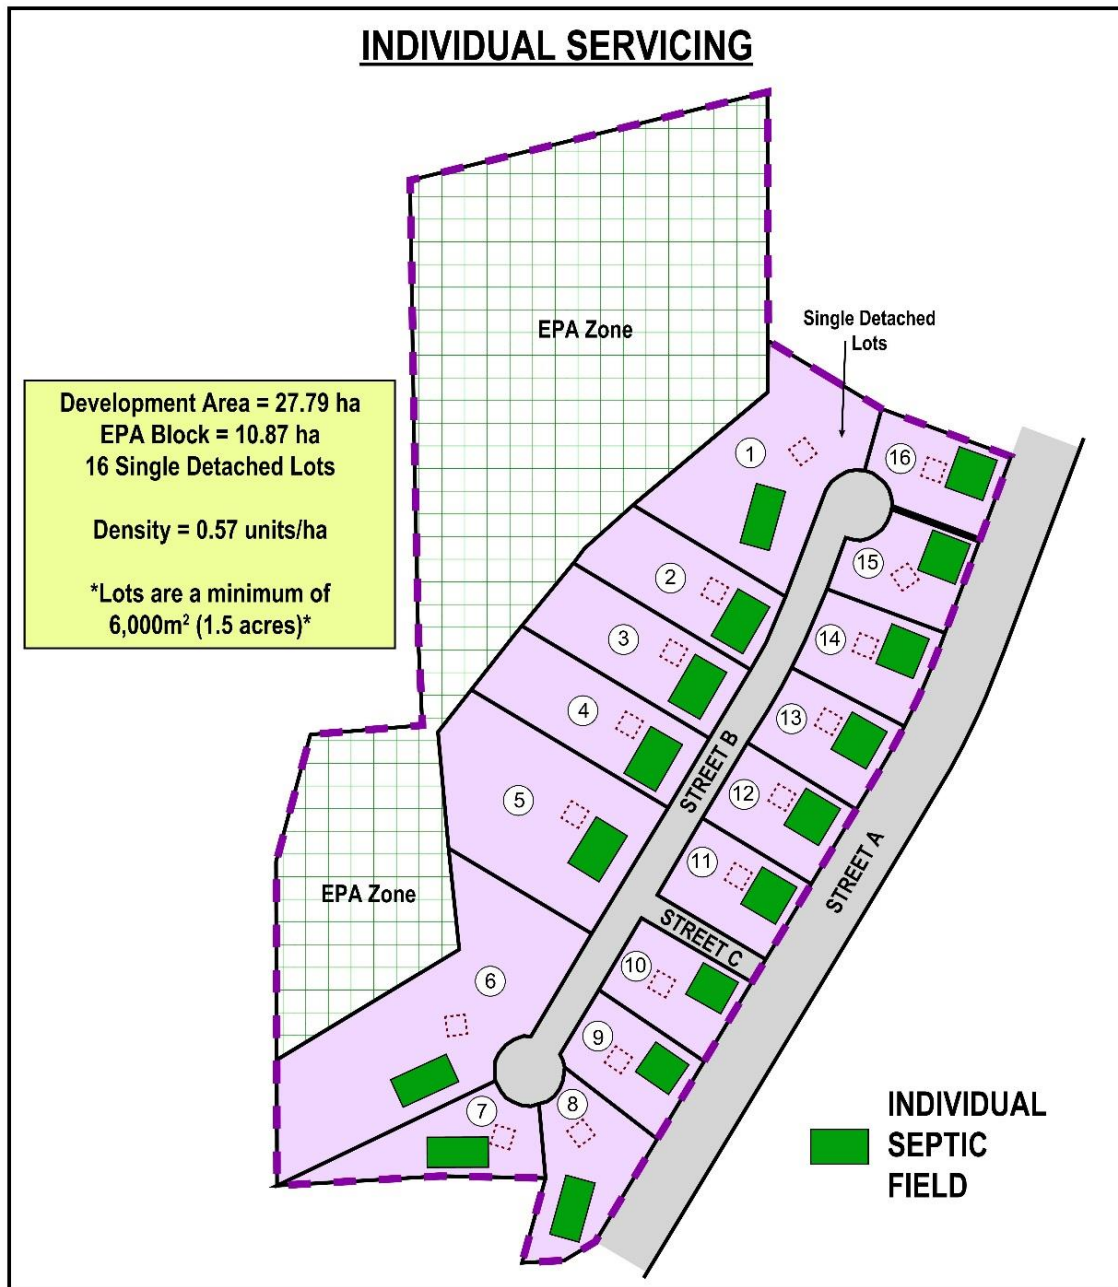 INDIVIDUAL SERVICING
EPA Zone
Single Detached
Lots
Development Area = 27.79 ha
EPA Block = 10.87 ha
16 Single Detached Lots
Density = 0.57 units/ha
*Lots are a minimum of
6,000m² (1.5 acres)*
1
16
15
2
3
14
4
13
STREET B
5
12
11
STREET A
EPA Zone
STREET C
10
6
9
7
8
INDIVIDUAL
SEPTIC
FIELD